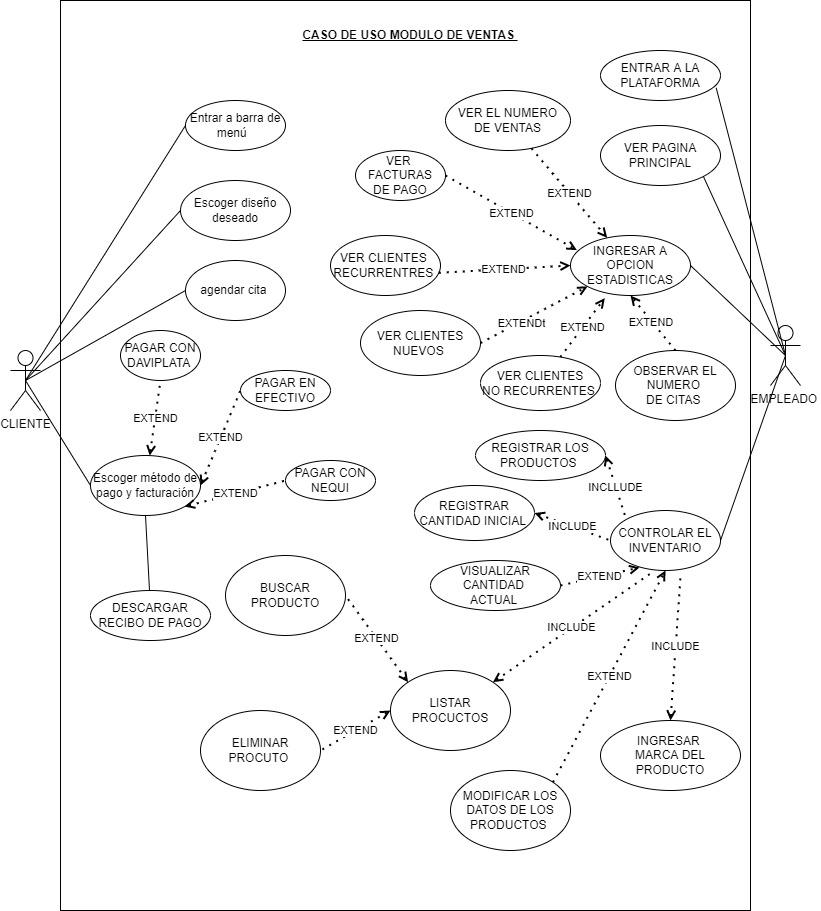 CASO DE USO MODULO DE VENTAS
ENTRAR A LA
PLATAFORMA
VER EL NUMERO
DE VENTAS
Entrar a barra de
menú
VER PAGINA
PRINCIPAL
VER
FACTURAS
DE PAGO
EXTEND
Escoger diseño
deseado
EXTEND
INGRESAR A
OPCION
ESTADISTICAS
VER CLIENTES
RECURRENTRES
EXTEND
agendar cita
EXTENDt
EXTEND
EXTEND
VER CLIENTES
NUEVOS
PAGAR CON
DAVIPLATA
VER CLIENTES
NO RECURRENTES
OBSERVAR EL
NUMERO
DE CITAS
PAGAR EN
EFECTIVO
EMPLEADO
CLIENTE
EXTEND
EXTEND
REGISTRAR LOS
PRODUCTOS
Escoger método de
pago y facturación
EXTEND
PAGAR CON
NEQUI
INCLLUDE
REGISTRAR
CANTIDAD INICIAL
INCLUDE
CONTROLAR EL
INVENTARIO
VISUALIZAR
CANTIDAD
ACTUAL
EXTEND
BUSCAR
PRODUCTO
DESCARGAR
RECIBO DE PAGO
EXTEND
INCLUDE
INCLUDE
EXTEND
LISTAR
PROCUCTOS
EXTEND
ELIMINAR
PROCUTO
INGRESAR
MARCA DEL
PRODUCTO
MODIFICAR LOS
DATOS DE LOS
PRODUCTOS